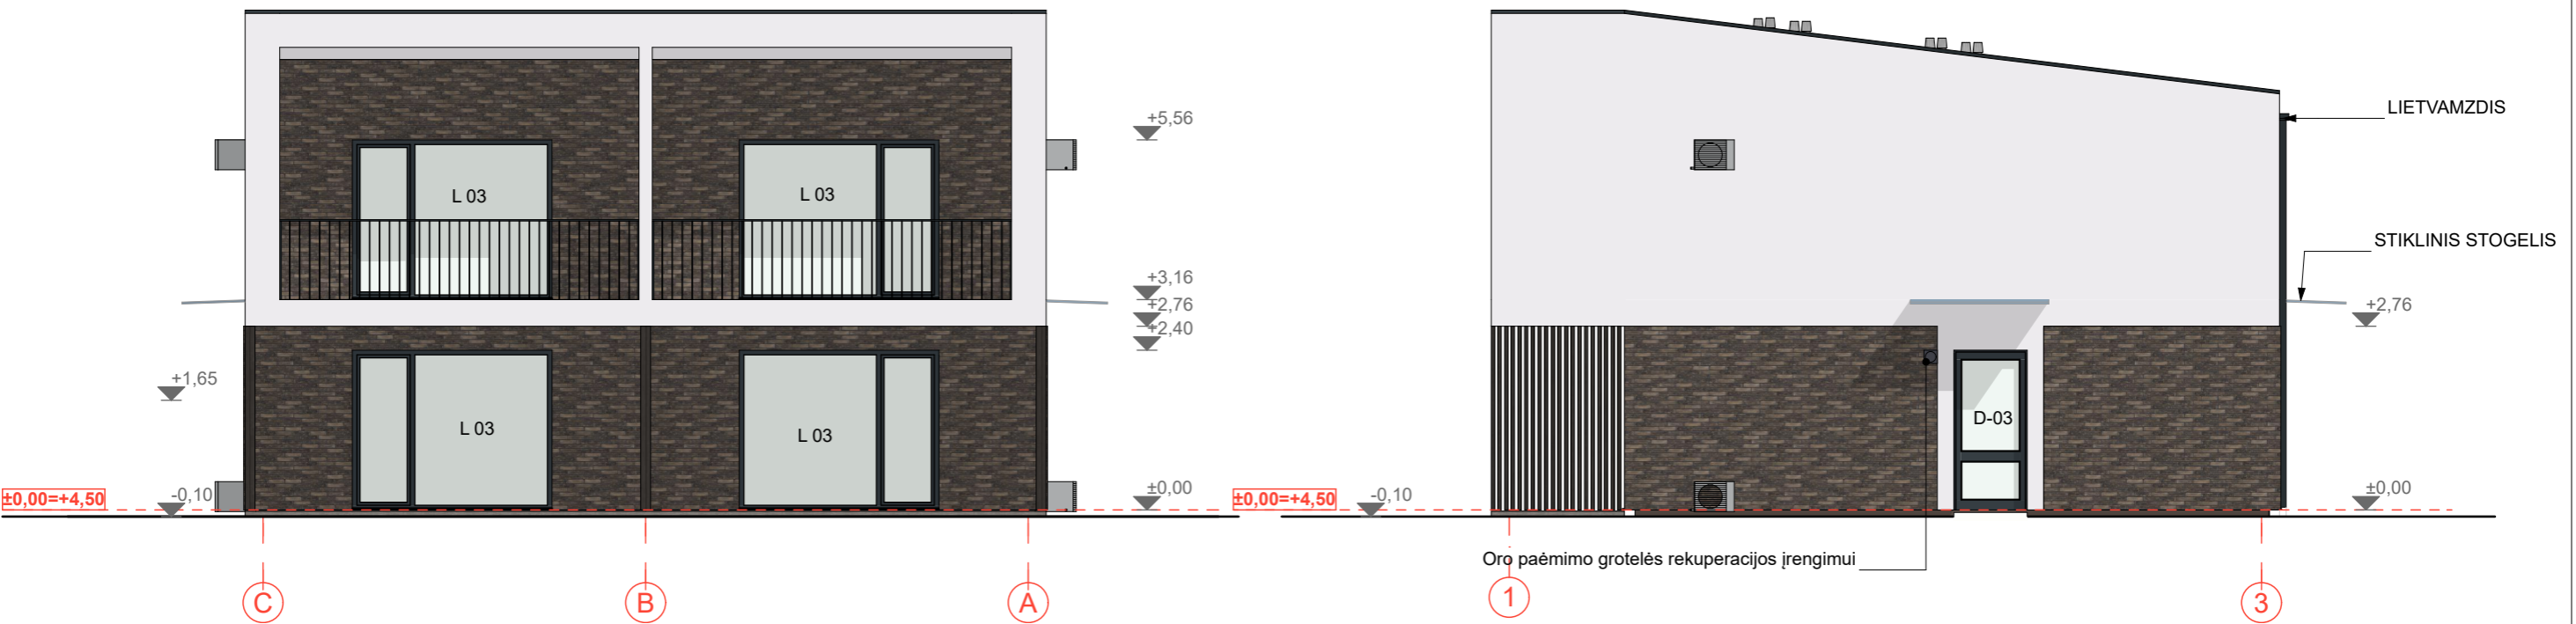 +5,56
L 03
L 03
+3,16
+2,76
+2,40
+1,65
L 03
L 03
±0,00=+4,50
-0,10
±0,00
C
B
A
LIETVAMZDIS
STIKLINIS STOGELIS
+2,76
D-03
±0,00=+4,50
-0,10
±0,00
Oro paėmimo grotelės rekuperacijos įrengimui
1
3